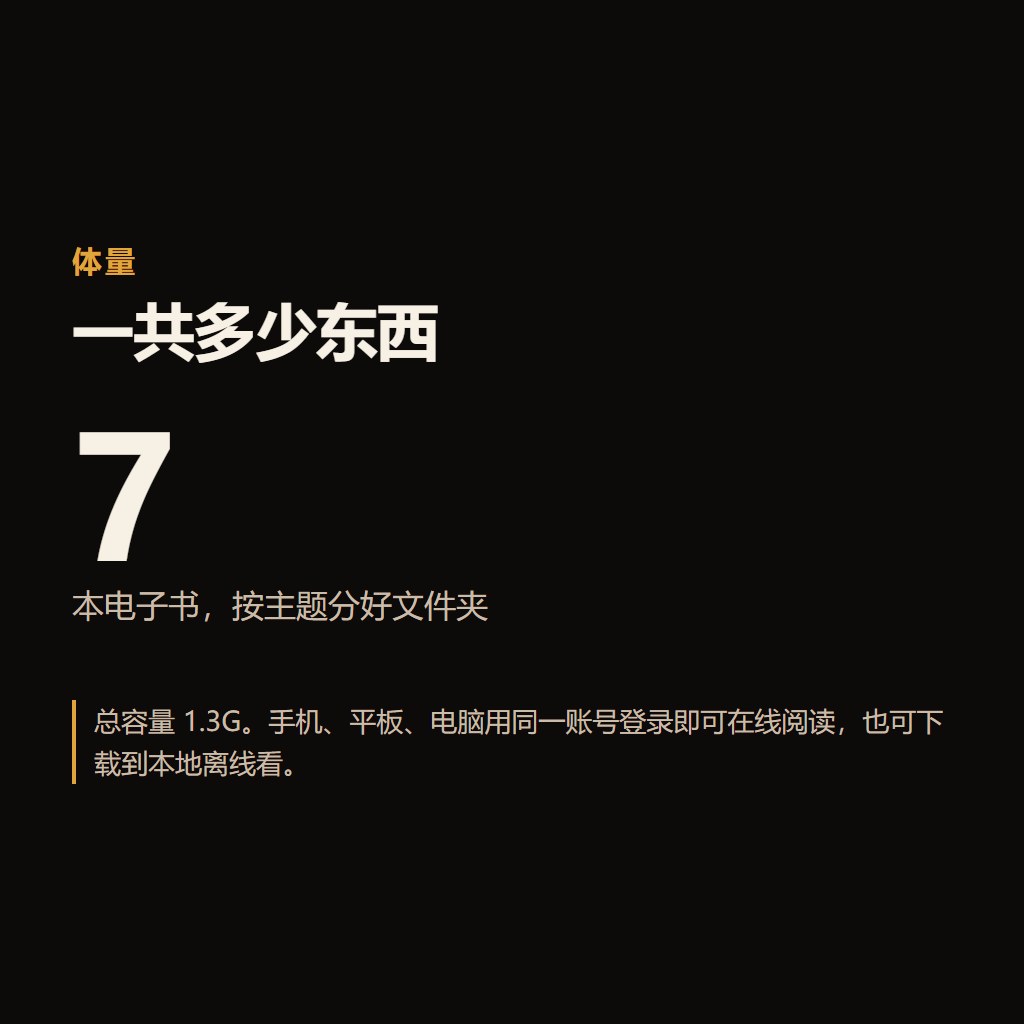 体量
一共多少东西
7
本电子书，按主题分好文件夹
总容量 1.3G。手机、平板、电脑用同一账号登录即可在线阅读，也可下
载到本地离线看。